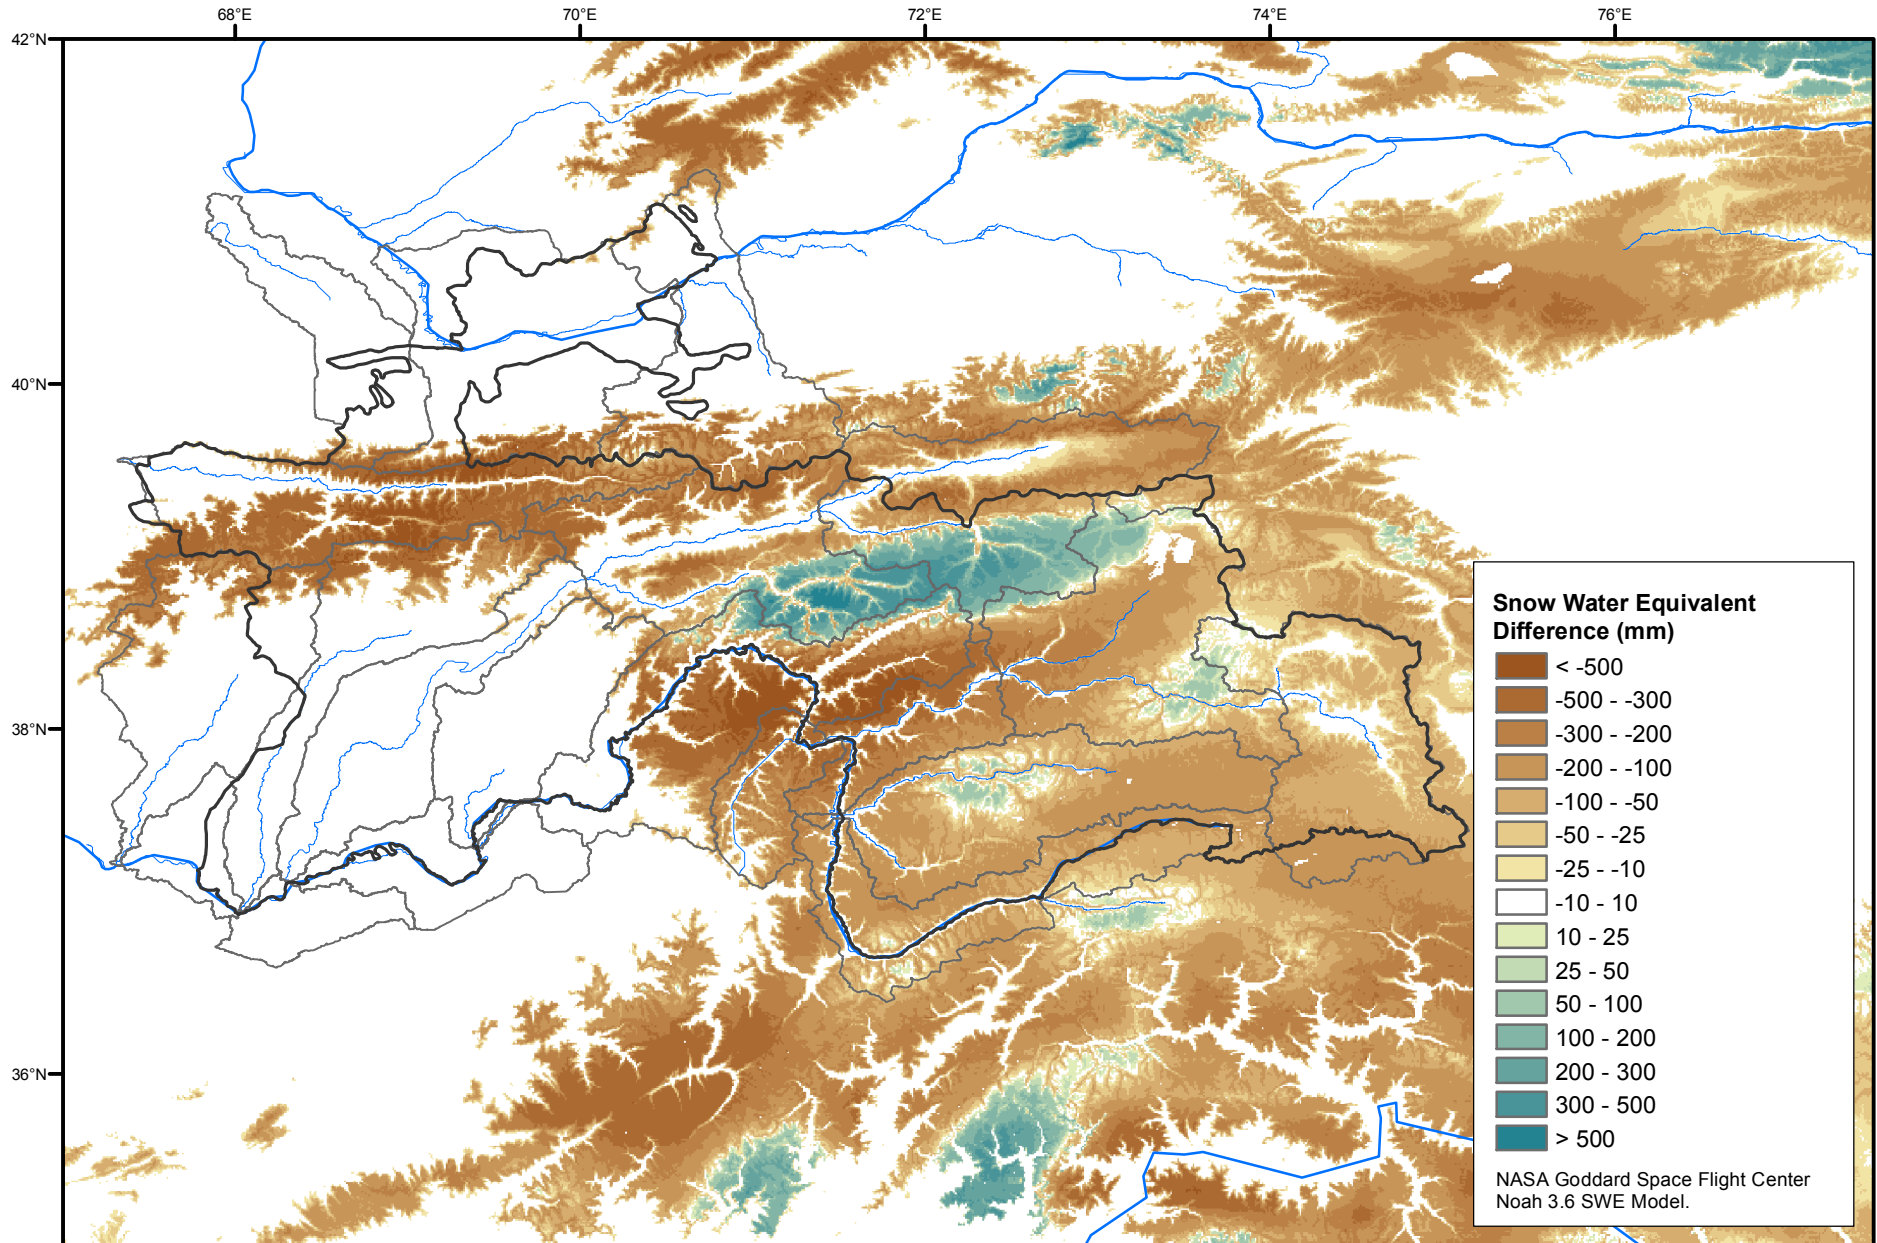 68°E
70°E
72°E
74°E
76°E
42°N
40°N
38°N
36°N
Snow Water Equivalent
Difference (mm)
< -500
-500 - -300
-300 - -200
-200 - -100
-100 - -50
-50 - -25
-25 - -10
-10 - 10
10 - 25
25 - 50
50 - 100
100 - 200
200 - 300
300 - 500
> 500
NASA Goddard Space Flight Center
Noah 3.6 SWE Model.